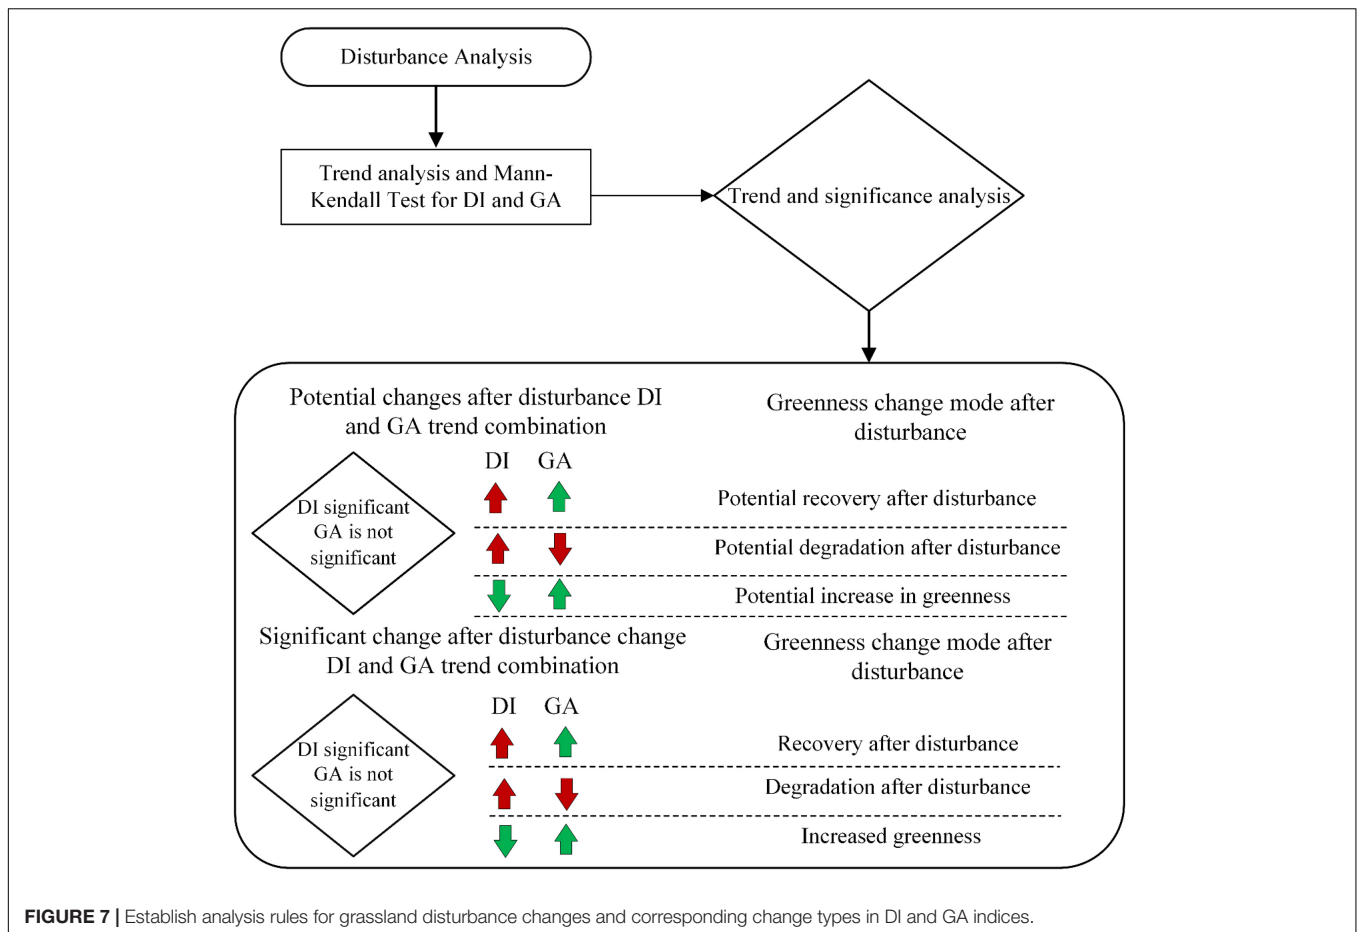 Disturbance Analysis
Trend analysis and Mann-
Kendall Test for DI and GA
Trend and significance analysis
Potential changes after disturbance DI
and GA trend combination
Greenness change mode after
disturbance
DI GA
DI significant
GA is not
significant
Potential recovery after disturbance
Potential degradation after disturbance
Potential increase in greenness
Significant change after disturbance change
DI and GA trend combination
Greenness change mode after
disturbance
DI GA
DI significant
GA is not
significant
Recovery after disturbance
Degradation after disturbance
Increased greenness
FIGURE 7 | Establish analysis rules for grassland disturbance changes and corresponding change types in DI and GA indices.